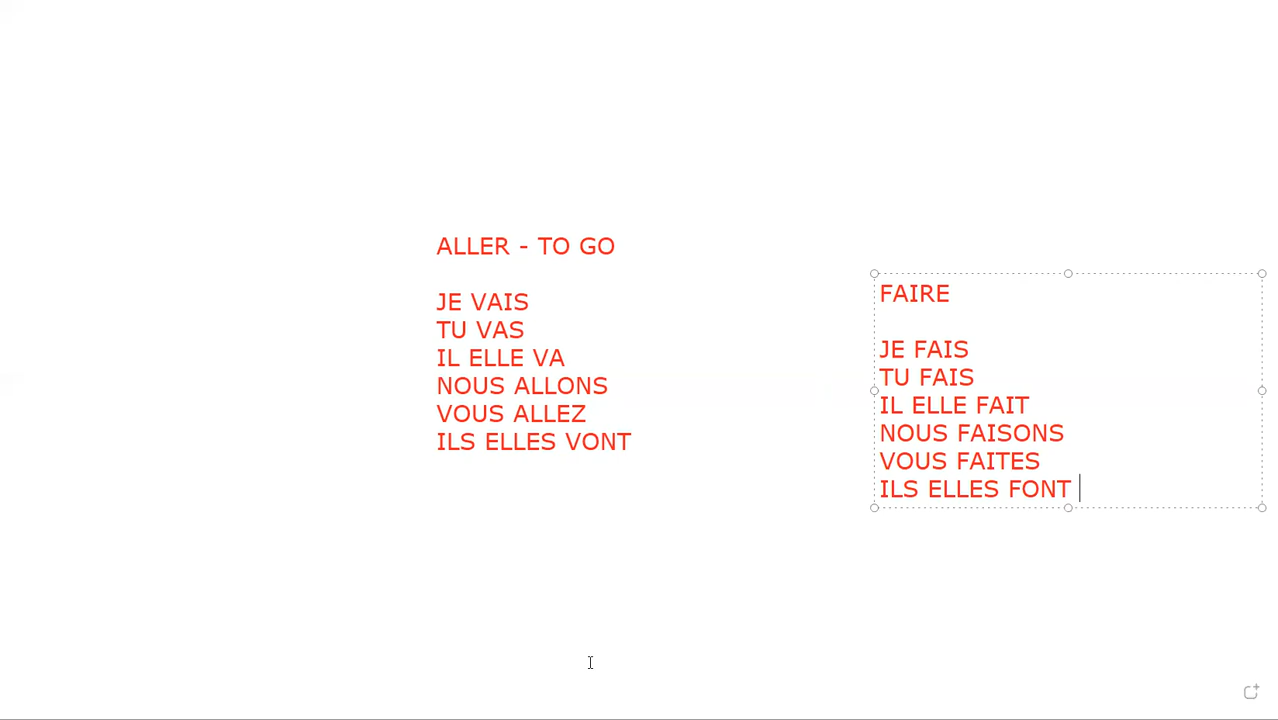 ALLER - TO GO
JE VAIS
TU VAS
IL ELLE VA
NOUS ALLONS
VOUS ALLEZ
ILS ELLES VONT
FAIRE
JE FAIS
TU FAIS
IL ELLE FAIT
NOUS FAISONS
VOUS FAITES
ILS ELLES FONT